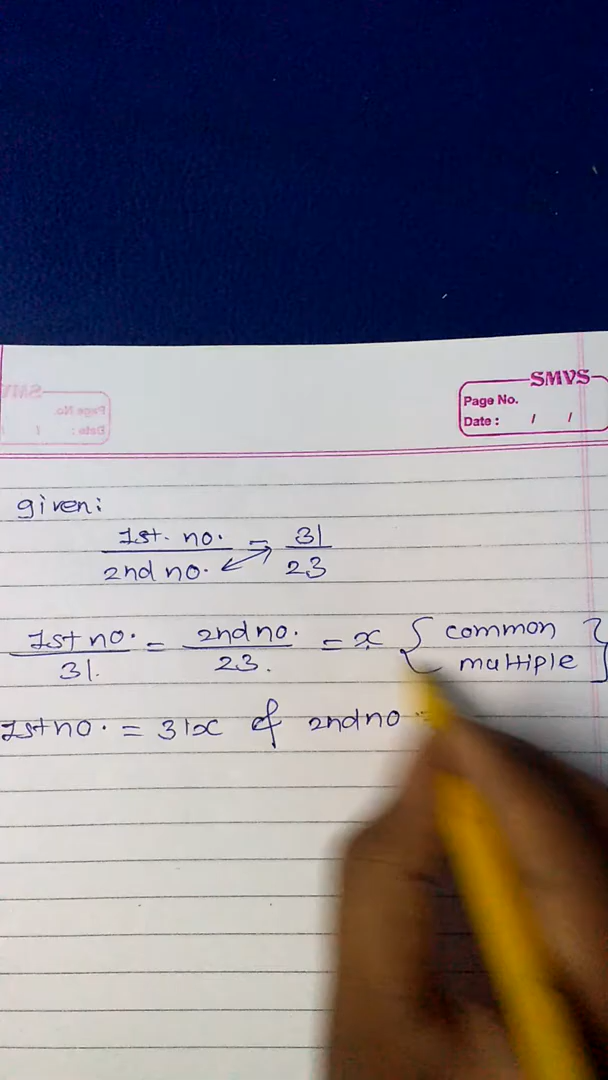 SMVS
Page No.
Date : / /
given:
1st. no. = 31
2nd no. 23
1st no. = 2nd no. = x { common
31. 23. multiple }
1st no. = 31x & 2nd no =